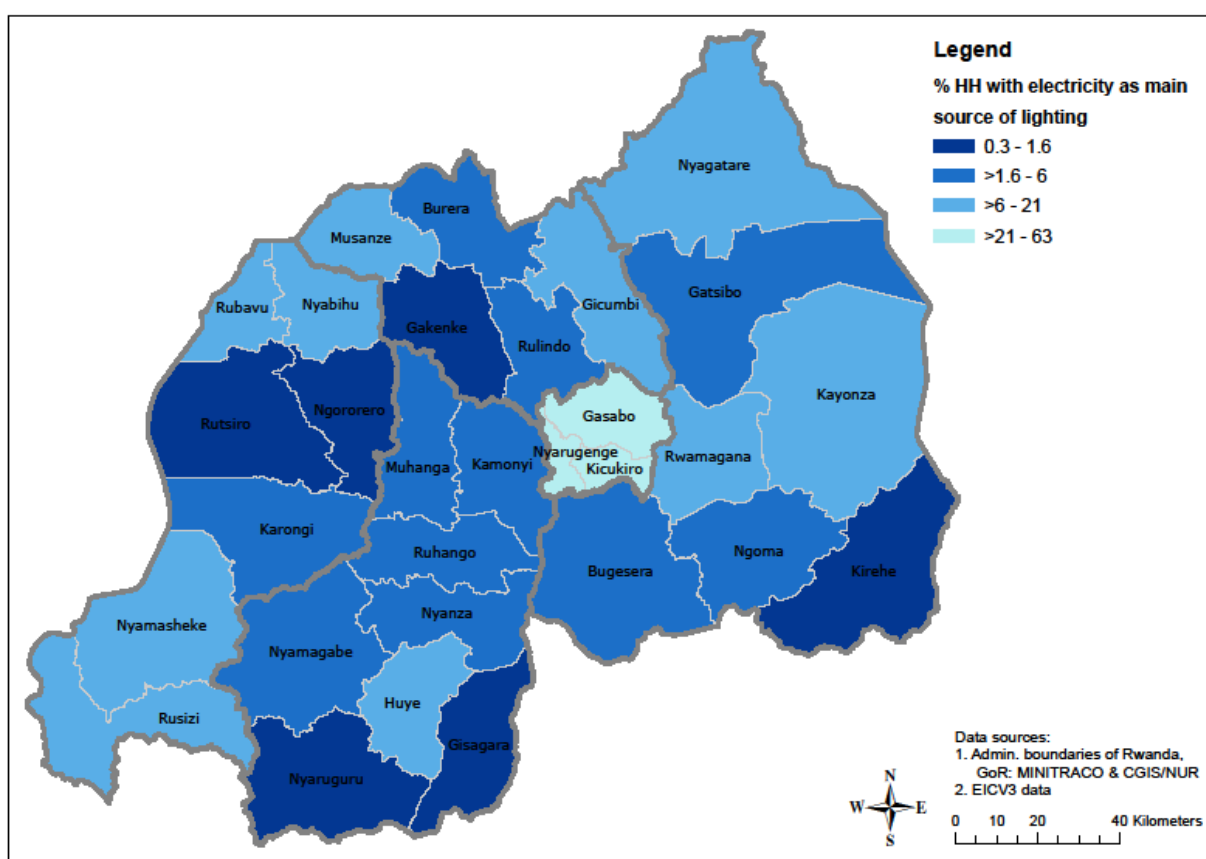 Legend
% HH with electricity as main
source of lighting
0.3 - 1.6
>1.6 - 6
>6 - 21
>21 - 63
Nyagatare
Burera
Musanze
Gatsibo
Rubavu
Nyabihu
Gicumbi
Gakenke
Rulindo
Kayonza
Rutsiro
Ngororero
Gasabo
Nyarugenge
Kicukiro
Rwamagana
Muhanga
Kamonyi
Karongi
Ruhango
Bugesera
Ngoma
Kirehe
Nyamasheke
Nyanza
Nyamagabe
Huye
Rusizi
Gisagara
Nyaruguru
Data sources:
1. Admin. boundaries of Rwanda,
GoR: MINITRACO & CGIS/NUR
2. EICV3 data
N
W E
S
0 10 20 40 Kilometers